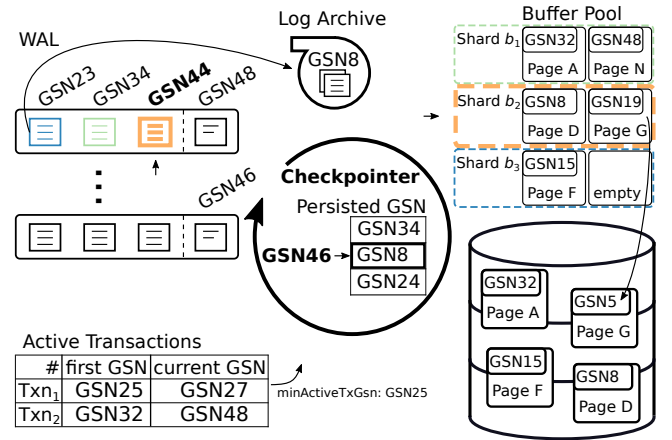 WAL
Log Archive
Buffer Pool
GSN23
GSN34
GSN44
GSN48
GSN8
Shard b1
GSN32
GSN48
Page A
Page N
Shard b2
GSN8
GSN19
Page D
Page G
Shard b3
GSN15
Page F
empty
GSN46
Checkpointer
Persisted GSN
GSN34
GSN46
GSN8
GSN24
GSN32
Page A
GSN5
Page G
GSN15
Page F
GSN8
Page D
Active Transactions
# first GSN current GSN
Txn1 GSN25 GSN27
Txn2 GSN32 GSN48
minActiveTxGsn: GSN25